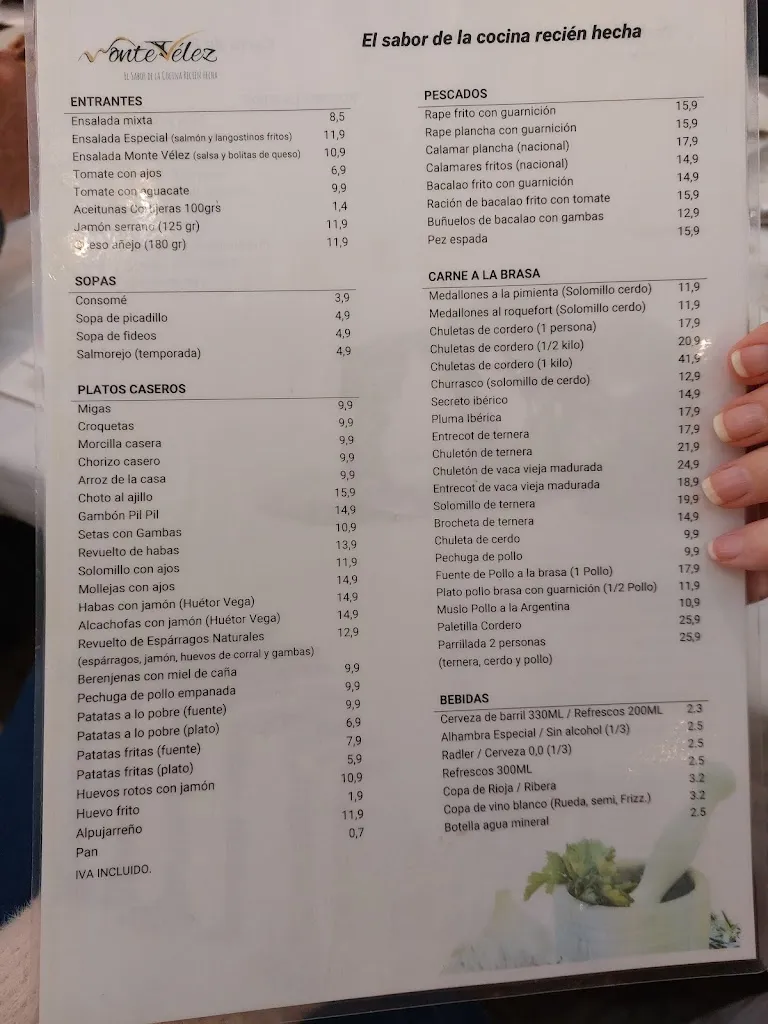 Monte Vélez
EL SABOR DE LA COCINA RECIÉN HECHA
El sabor de la cocina recién hecha
ENTRANTES
Ensalada mixta 8,5
Ensalada Especial (salmón y langostinos fritos) 11,9
Ensalada Monte Vélez (salsa y bolitas de queso) 10,9
Tomate con ajos 6,9
Tomate con aguacate 9,9
Aceitunas Cortijeras 100grs 1,4
Jamón serrano (125 gr) 11,9
Queso añejo (180 gr) 11,9
SOPAS
Consomé 3,9
Sopa de picadillo 4,9
Sopa de fideos 4,9
Salmorejo (temporada) 4,9
PLATOS CASEROS
Migas 9,9
Croquetas 9,9
Morcilla casera 9,9
Chorizo casero 9,9
Arroz de la casa 9,9
Choto al ajillo 15,9
Gambón Pil Pil 14,9
Setas con Gambas 10,9
Revuelto de habas 13,9
Solomillo con ajos 11,9
Mollejas con ajos 14,9
Habas con jamón (Huétor Vega) 14,9
Alcachofas con jamón (Huétor Vega) 14,9
Revuelto de Espárragos Naturales 12,9
(espárragos, jamón, huevos de corral y gambas)
Berenjenas con miel de caña 9,9
Pechuga de pollo empanada 9,9
Patatas a lo pobre (fuente) 9,9
Patatas a lo pobre (plato) 6,9
Patatas fritas (fuente) 7,9
Patatas fritas (plato) 5,9
Huevos rotos con jamón 10,9
Huevo frito 1,9
Alpujarreño 11,9
Pan 0,7
IVA INCLUIDO.
PESCADOS
Rape frito con guarnición 15,9
Rape plancha con guarnición 15,9
Calamar plancha (nacional) 17,9
Calamares fritos (nacional) 14,9
Bacalao frito con guarnición 14,9
Ración de bacalao frito con tomate 15,9
Buñuelos de bacalao con gambas 12,9
Pez espada 15,9
CARNE A LA BRASA
Medallones a la pimienta (Solomillo cerdo) 11,9
Medallones al roquefort (Solomillo cerdo) 11,9
Chuletas de cordero (1 persona) 17,9
Chuletas de cordero (1/2 kilo) 20,9
Chuletas de cordero (1 kilo) 41,9
Churrasco (solomillo de cerdo) 12,9
Secreto ibérico 14,9
Pluma Ibérica 17,9
Entrecot de ternera 17,9
Chuletón de ternera 21,9
Chuletón de vaca vieja madurada 24,9
Entrecot de vaca vieja madurada 18,9
Solomillo de ternera 19,9
Brocheta de ternera 14,9
Chuleta de cerdo 9,9
Pechuga de pollo 9,9
Fuente de Pollo a la brasa (1 Pollo) 17,9
Plato pollo brasa con guarnición (1/2 Pollo) 11,9
Muslo Pollo a la Argentina 10,9
Paletilla Cordero 25,9
Parrillada 2 personas 25,9
(ternera, cerdo y pollo)
BEBIDAS
Cerveza de barril 330ML / Refrescos 200ML 2.3
Alhambra Especial / Sin alcohol (1/3) 2.5
Radler / Cerveza 0,0 (1/3) 2.5
Refrescos 300ML 2.5
Copa de Rioja / Ribera 3.2
Copa de vino blanco (Rueda, semi, Frizz.) 3.2
Botella agua mineral 2.5